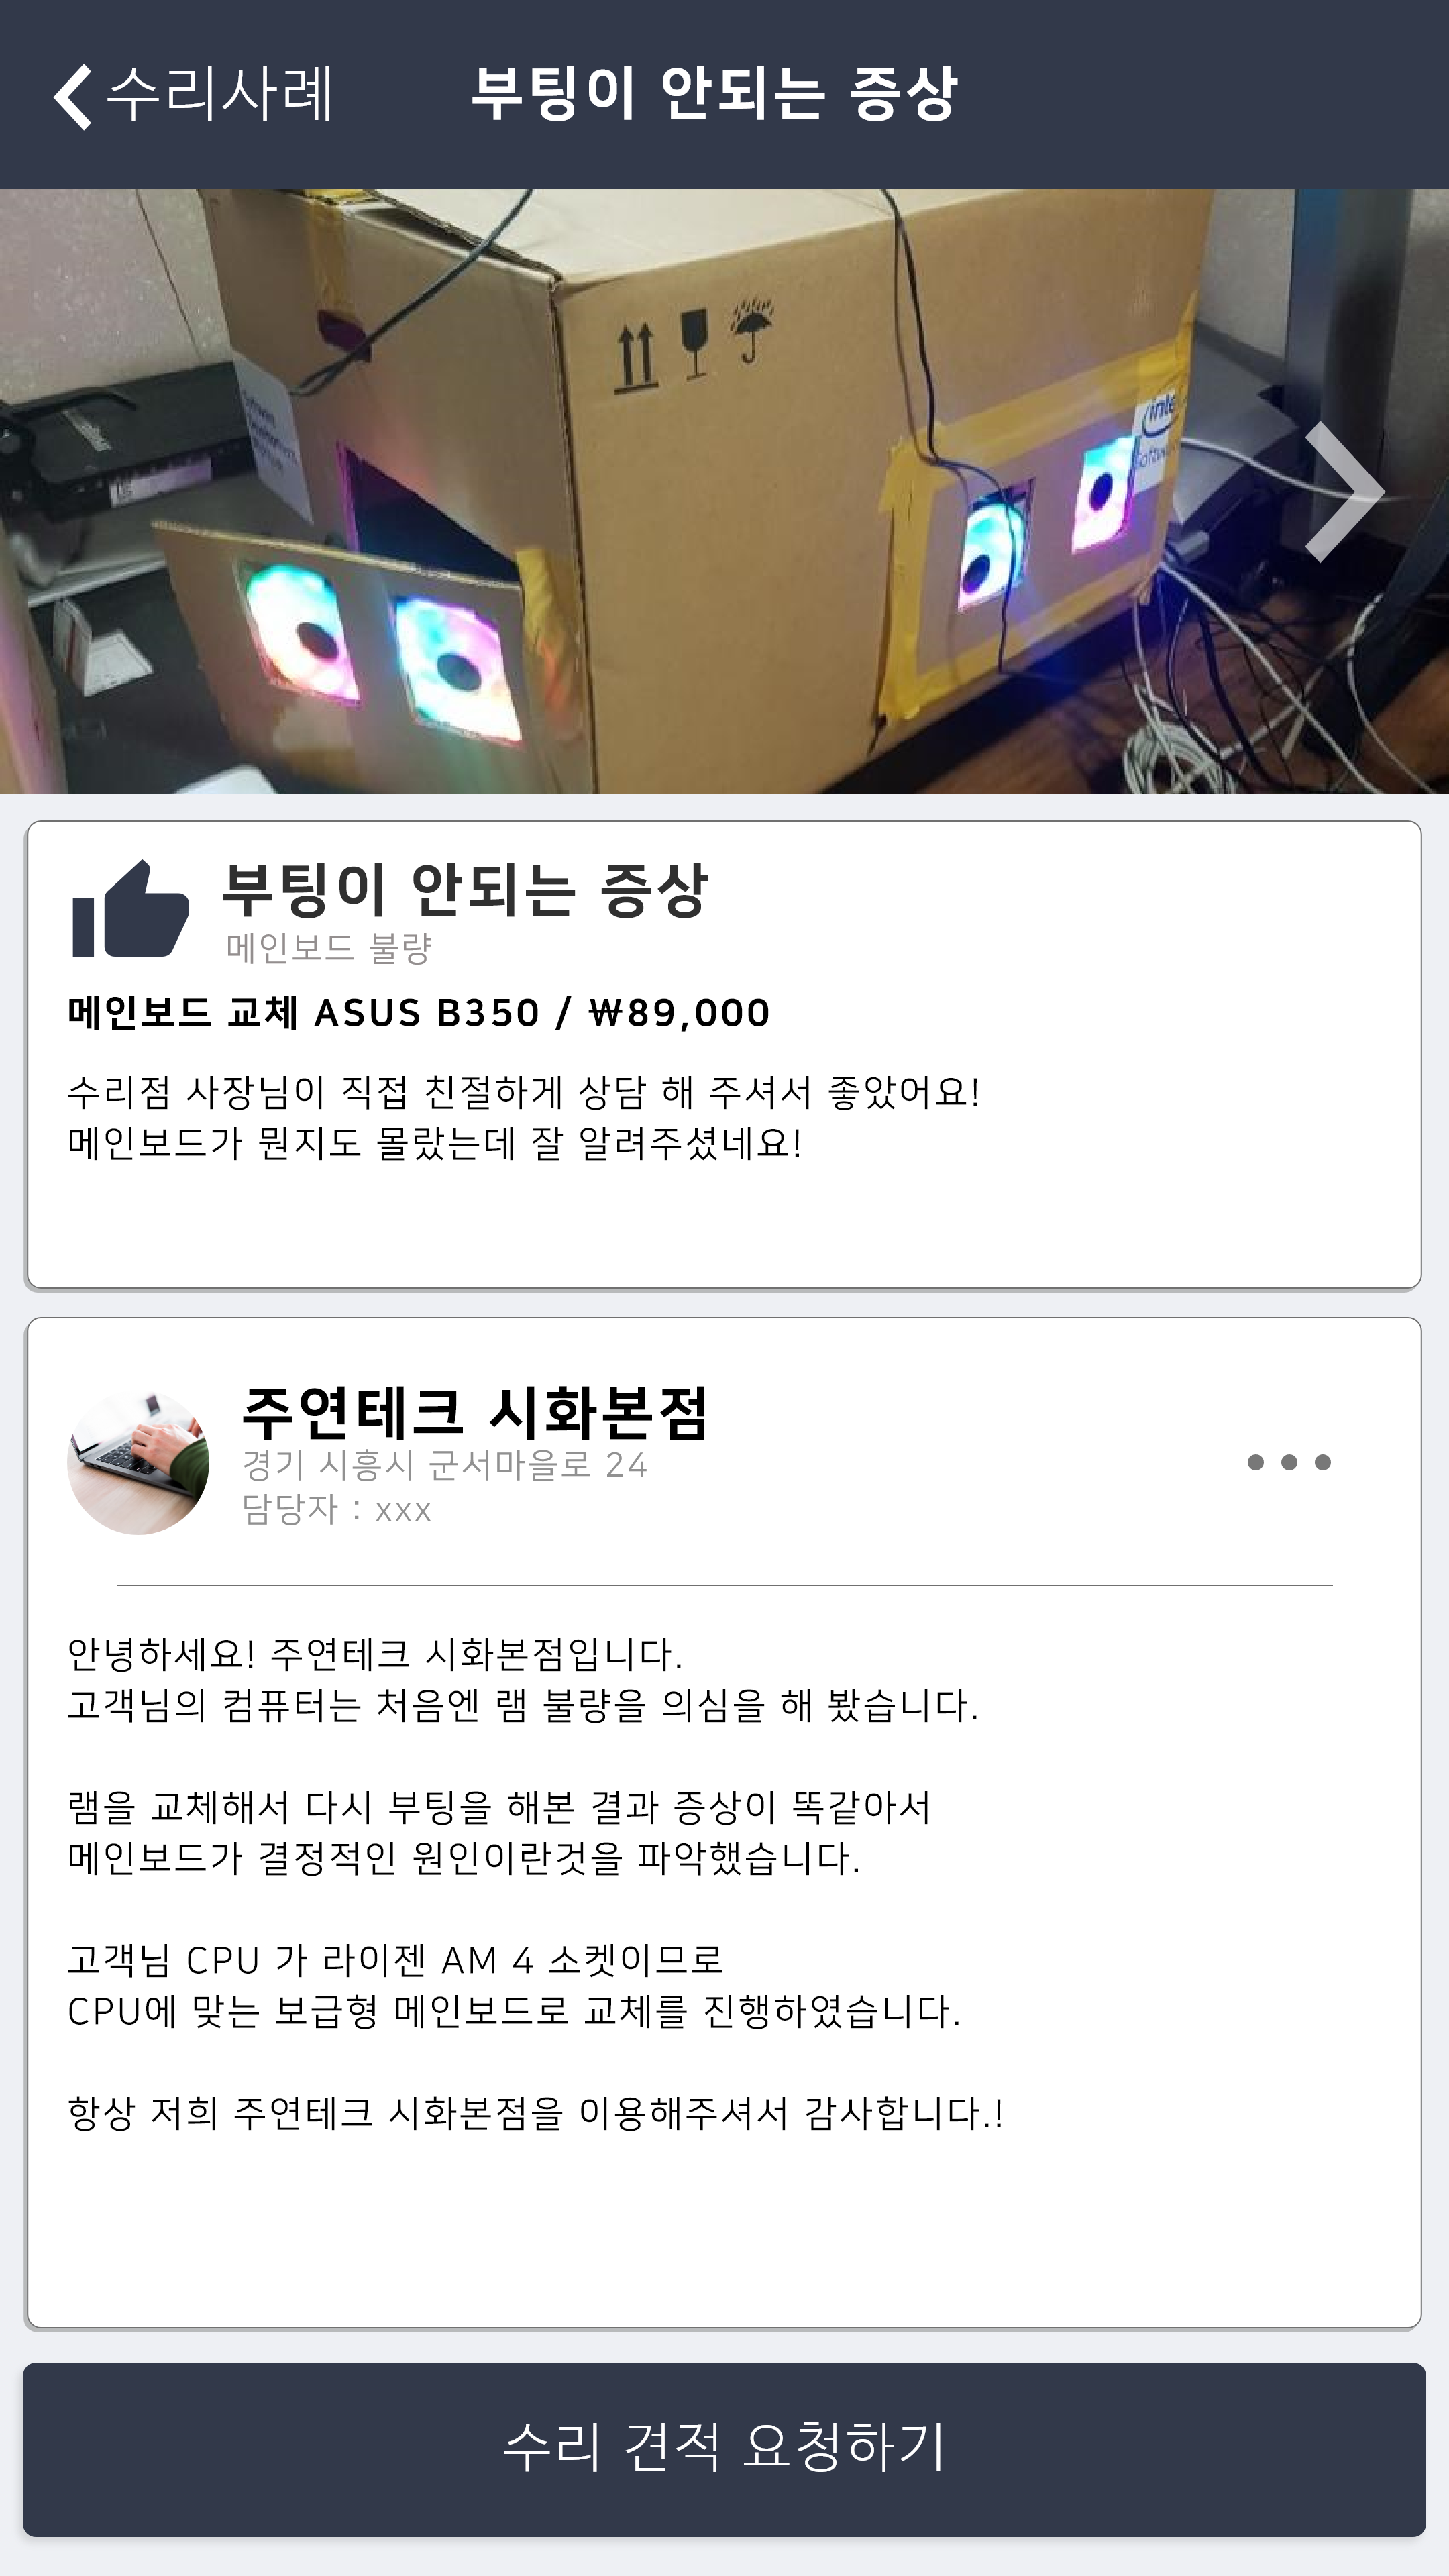 수리사례
부팅이 안되는 증상
intel
Softwa
부팅이 안되는 증상
메인보드 불량
메인보드 교체 ASUS B350 / ₩89,000
수리점 사장님이 직접 친절하게 상담 해 주셔서 좋았어요!
메인보드가 뭔지도 몰랐는데 잘 알려주셨네요!
주연테크 시화본점
경기 시흥시 군서마을로 24
담당자 : xxx
안녕하세요! 주연테크 시화본점입니다.
고객님의 컴퓨터는 처음엔 램 불량을 의심을 해 봤습니다.
램을 교체해서 다시 부팅을 해본 결과 증상이 똑같아서
메인보드가 결정적인 원인이란것을 파악했습니다.
고객님 CPU 가 라이젠 AM 4 소켓이므로
CPU에 맞는 보급형 메인보드로 교체를 진행하였습니다.
항상 저희 주연테크 시화본점을 이용해주셔서 감사합니다.!
수리 견적 요청하기